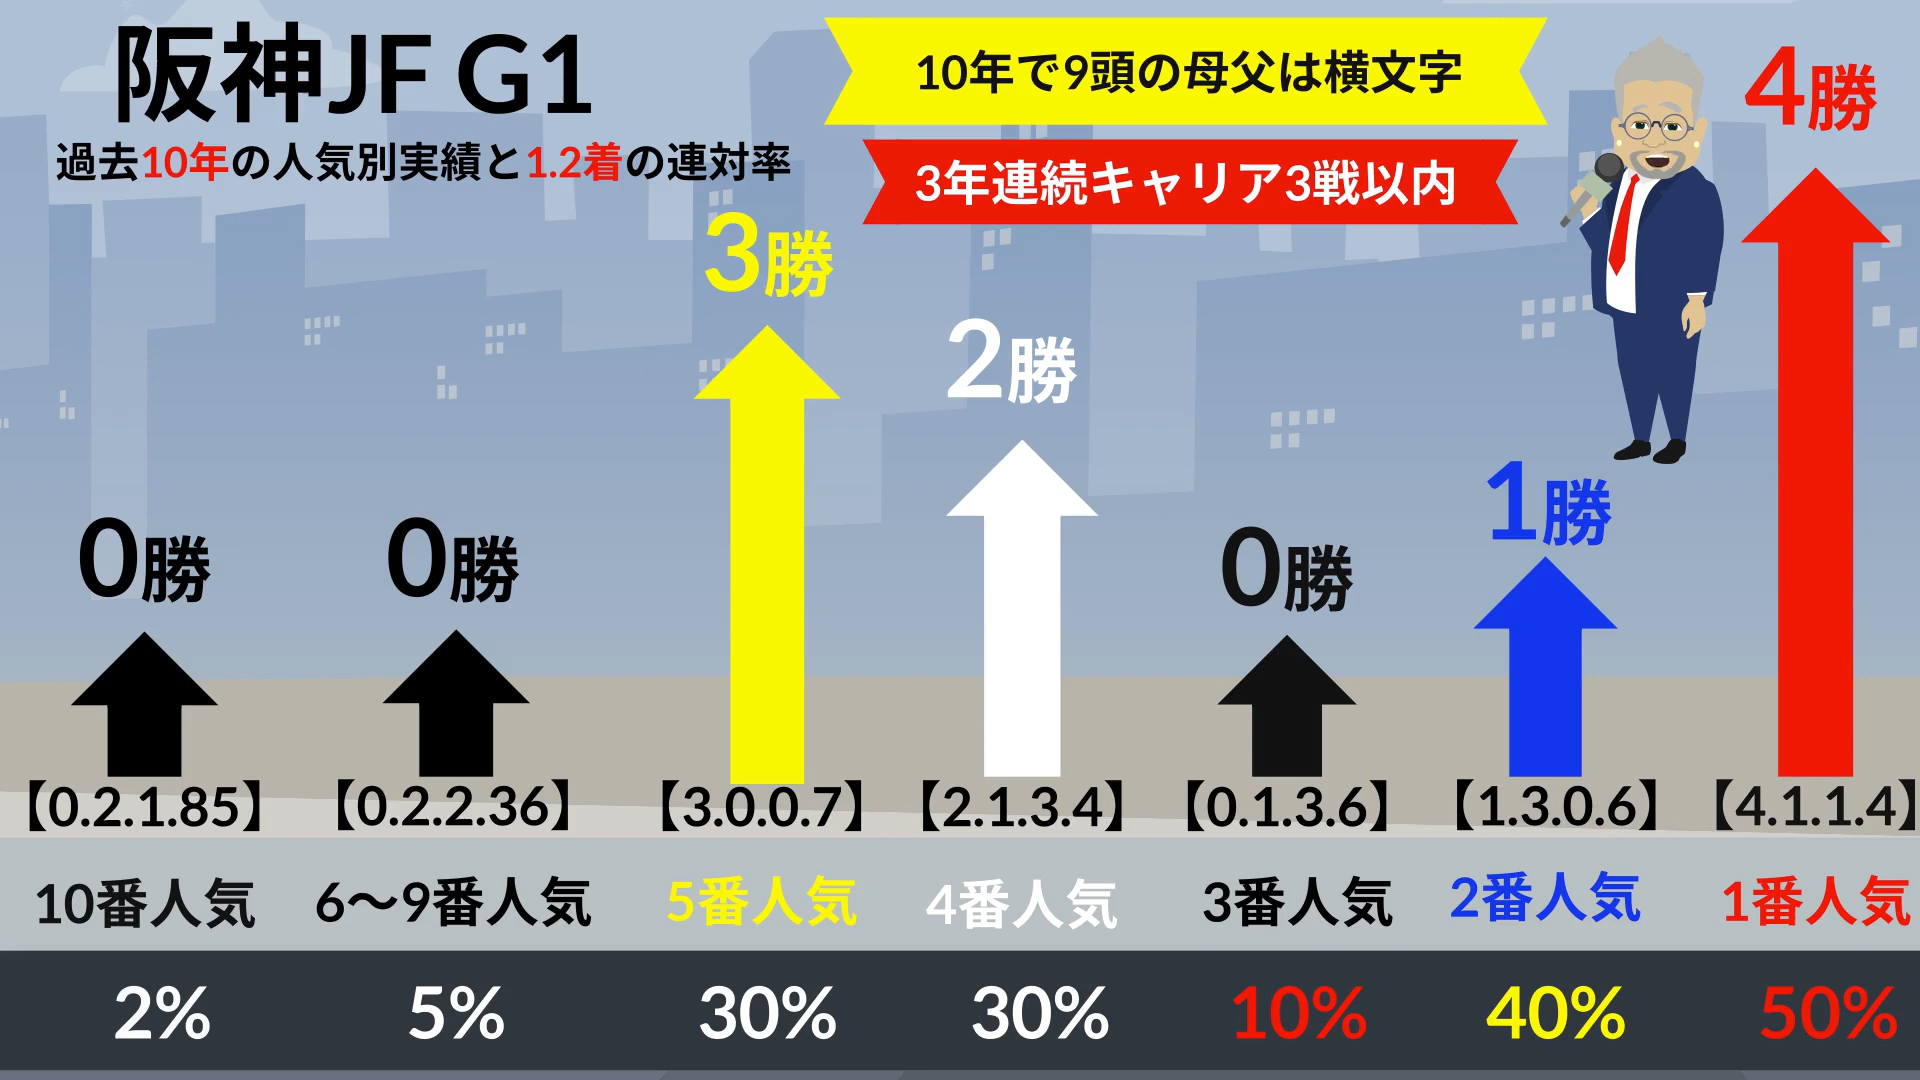 阪神JF G1
過去10年の人気別実績と1.2着の連対率
10年で9頭の母父は横文字
3年連続キャリア3戦以内
0勝
0勝
3勝
2勝
0勝
1勝
4勝
【0.2.1.85】
【0.2.2.36】
【3.0.0.7】
【2.1.3.4】
【0.1.3.6】
【1.3.0.6】
【4.1.1.4】
10番人気
6〜9番人気
5番人気
4番人気
3番人気
2番人気
1番人気
2%
5%
30%
30%
10%
40%
50%